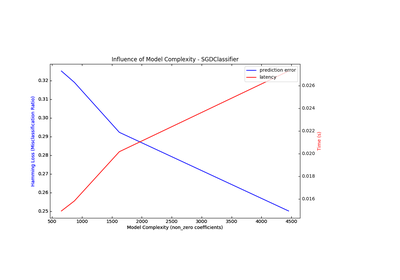 Influence of Model Complexity - SGDClassifier
prediction error
latency
Hamming Loss (Misclassification Ratio)
0.32
0.31
0.30
0.29
0.28
0.27
0.26
0.25
0.026
0.024
0.022
0.020
0.018
0.016
Time (s)
500 1000 1500 2000 2500 3000 3500 4000 4500
Model Complexity (non_zero coefficients)